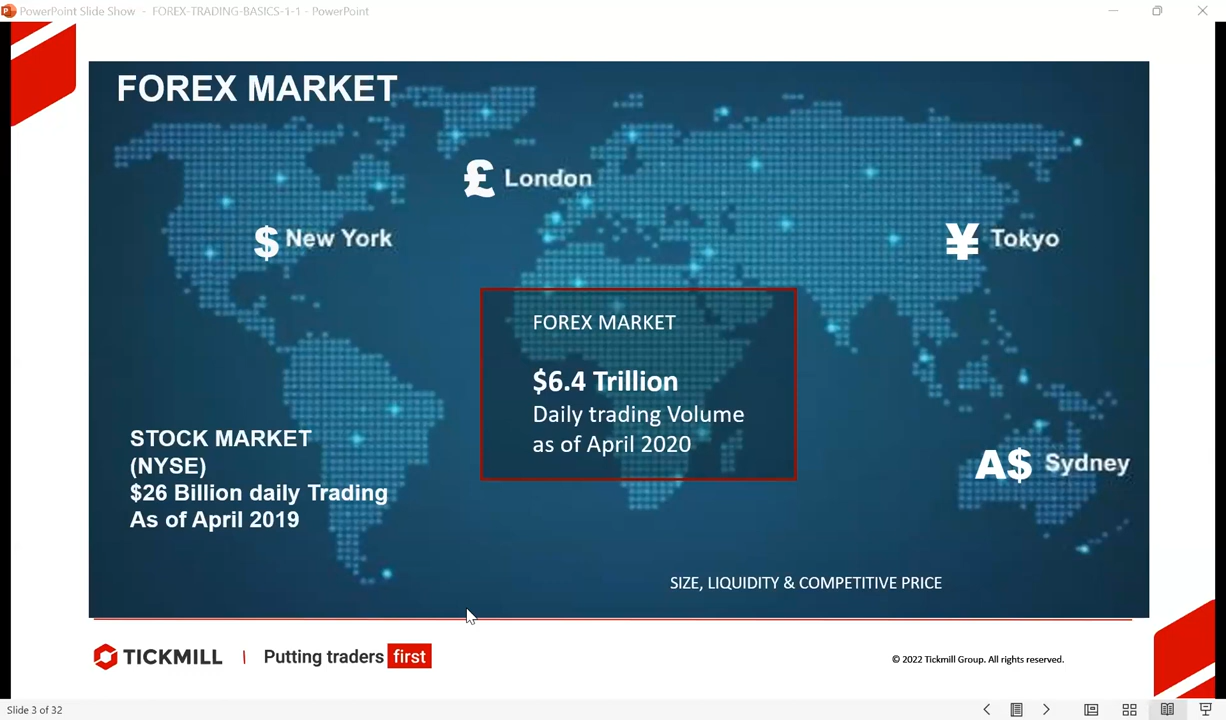 PowerPoint Slide Show - FOREX-TRADING-BASICS-1-1 - PowerPoint
FOREX MARKET
£ London
$ New York
¥ Tokyo
FOREX MARKET
$6.4 Trillion
Daily trading Volume
as of April 2020
STOCK MARKET
(NYSE)
$26 Billion daily Trading
As of April 2019
A$ Sydney
SIZE, LIQUIDITY & COMPETITIVE PRICE
TICKMILL | Putting traders first
© 2022 Tickmill Group. All rights reserved.
Slide 3 of 32